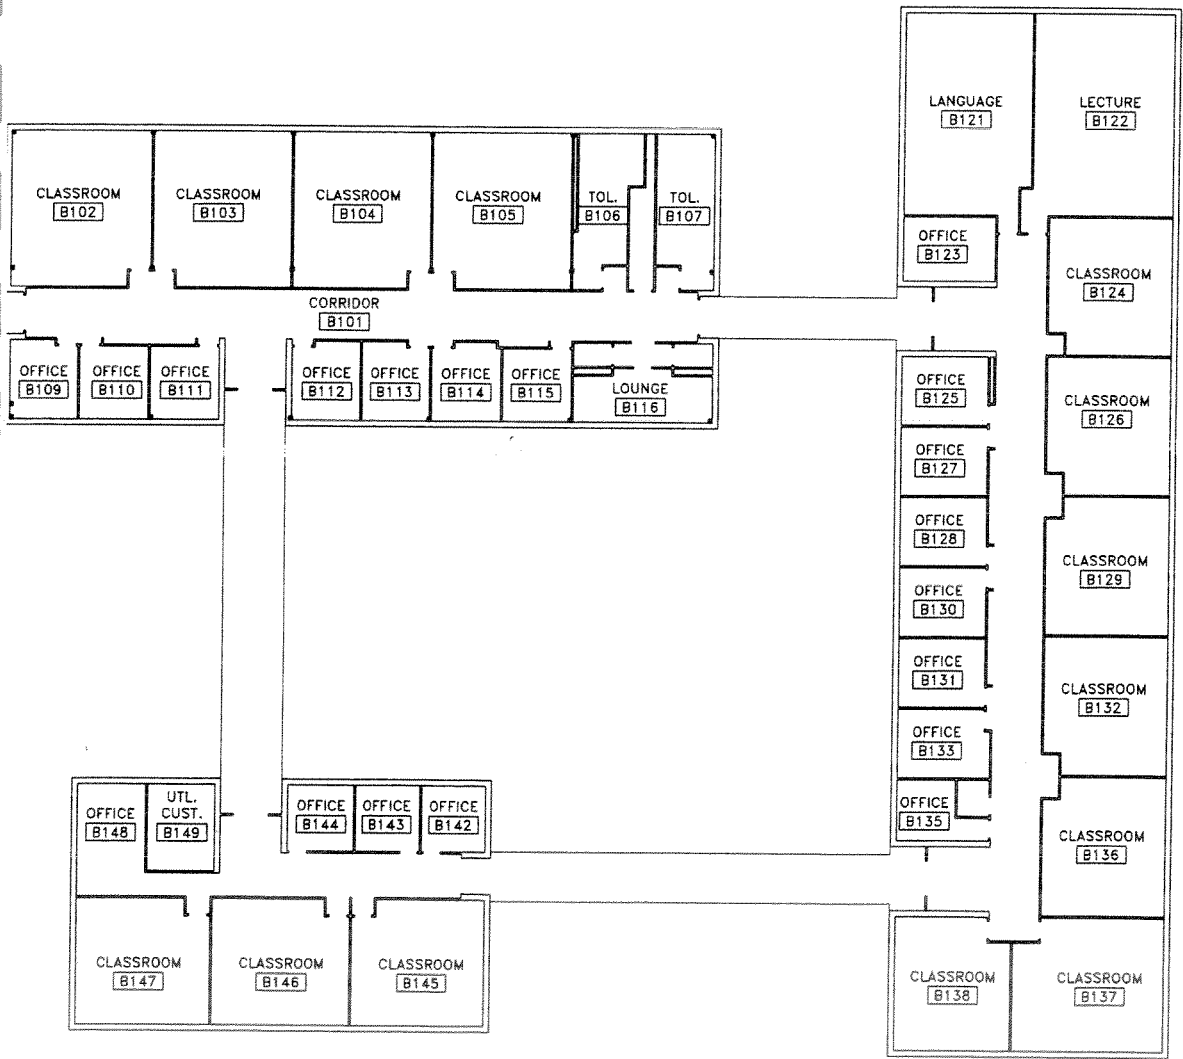 LANGUAGE
B121
LECTURE
B122
CLASSROOM
B102
CLASSROOM
B103
CLASSROOM
B104
CLASSROOM
B105
TOL.
B106
TOL.
B107
OFFICE
B123
CLASSROOM
B124
CORRIDOR
B101
OFFICE
B109
OFFICE
B110
OFFICE
B111
OFFICE
B112
OFFICE
B113
OFFICE
B114
OFFICE
B115
LOUNGE
B116
OFFICE
B125
CLASSROOM
B126
OFFICE
B127
OFFICE
B128
CLASSROOM
B129
OFFICE
B130
OFFICE
B131
CLASSROOM
B132
OFFICE
B133
OFFICE
B135
CLASSROOM
B136
OFFICE
B148
UTL.
CUST.
B149
OFFICE
B144
OFFICE
B143
OFFICE
B142
CLASSROOM
B147
CLASSROOM
B146
CLASSROOM
B145
CLASSROOM
B138
CLASSROOM
B137